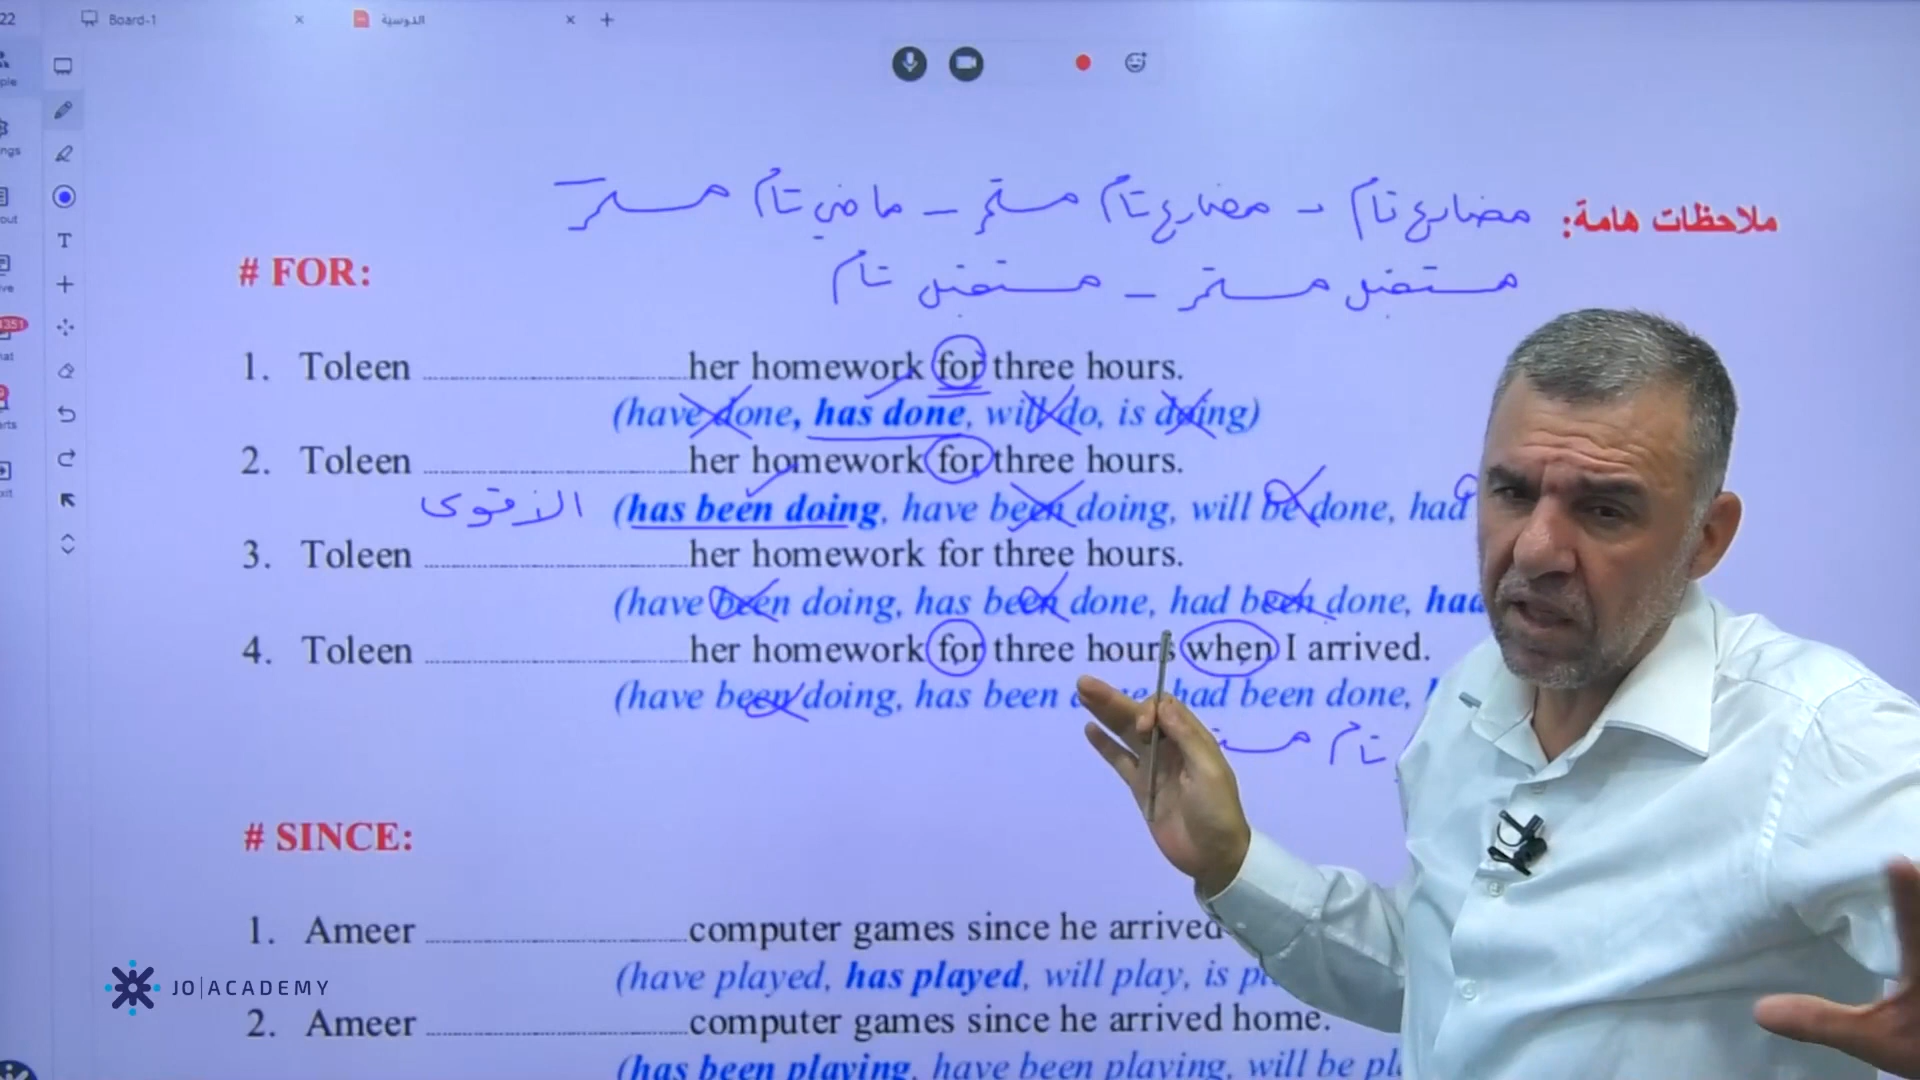 22
Board-1
الدوسية
ملاحظات هامة: مضارع تام - مضارع تام مستمر - ماضي تام مستمر
مستقبل مستمر - مستقبل تام
# FOR:
1. Toleen ........................ her homework for three hours.
(have done, has done, will do, is doing)
2. Toleen ........................ her homework for three hours.
الأقوى (has been doing, have been doing, will be done, had
3. Toleen ........................ her homework for three hours.
(have been doing, has been done, had been done, had
4. Toleen ........................ her homework for three hours when I arrived.
(have been doing, has been had been done,
تام
# SINCE:
1. Ameer ........................ computer games since he arrived
(have played, has played, will play, is
2. Ameer ........................ computer games since he arrived home.
(has been playing, have been playing, will be
JO|ACADEMY
T